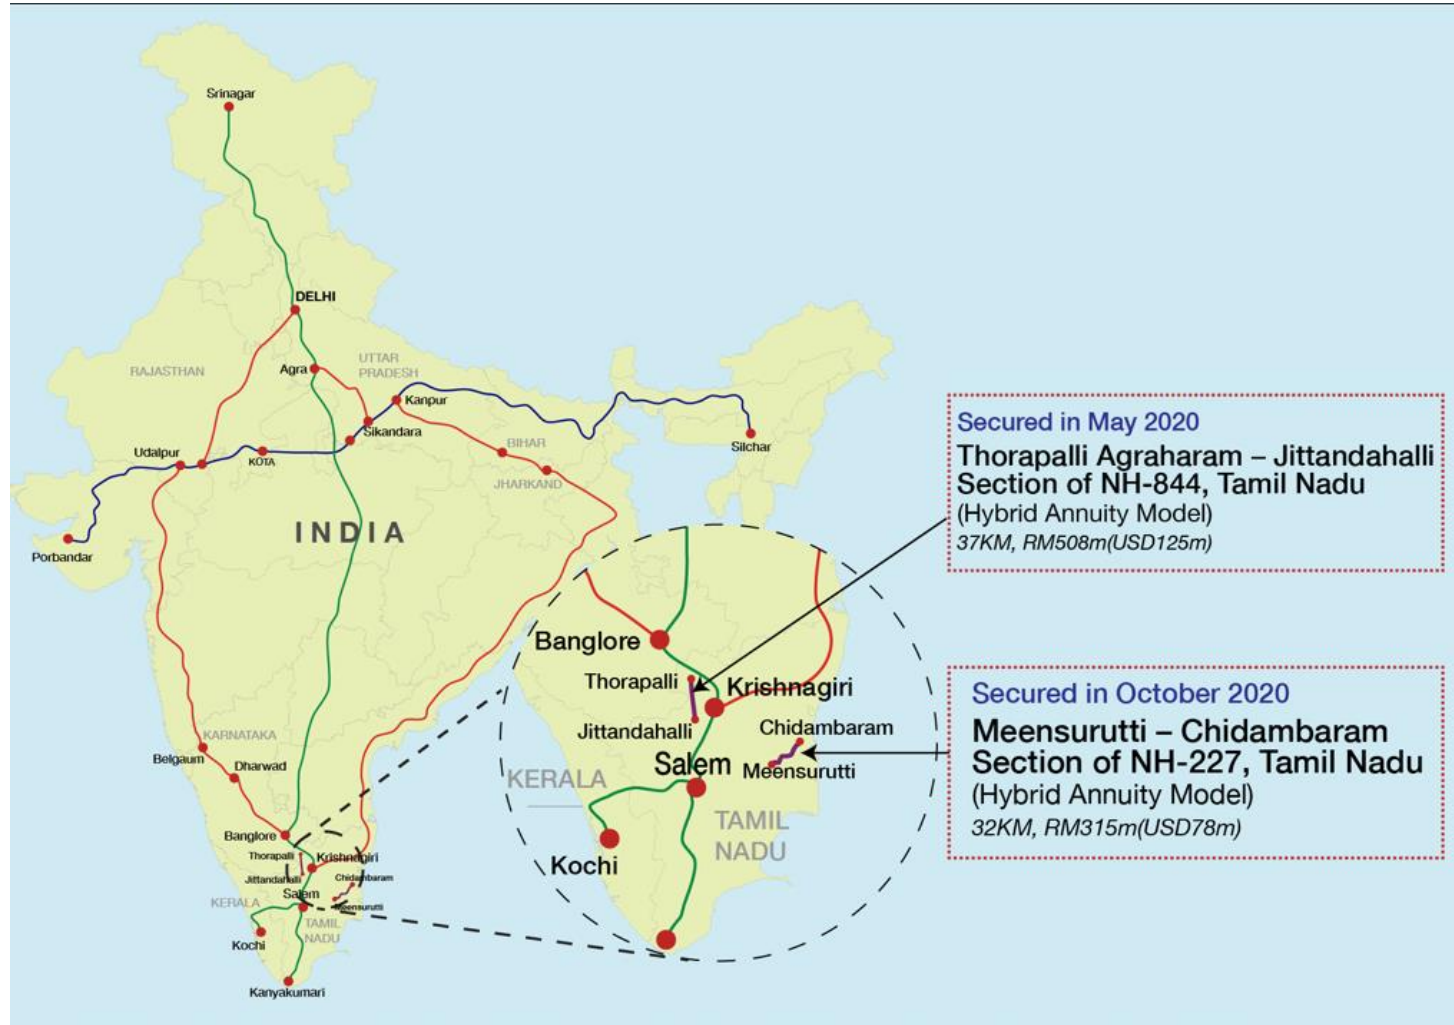 Srinagar
DELHI
RAJASTHAN
Agra
UTTAR
PRADESH
Kanpur
Sikandara
Udalpur
KOTA
BIHAR
JHARKAND
Silchar
Porbandar
INDIA
KARNATAKA
Belgaum
Dharwad
Banglore
Thorapalli
Krishnagiri
Jittandahalli
Chidambaram
Salem
Meensurutti
KERALA
TAMIL
NADU
Kochi
Kanyakumari
Banglore
Thorapalli
Krishnagiri
Jittandahalli
Chidambaram
Salem
Meensurutti
KERALA
TAMIL
NADU
Kochi
Secured in May 2020
Thorapalli Agraharam – Jittandahalli
Section of NH-844, Tamil Nadu
(Hybrid Annuity Model)
37KM, RM508m(USD125m)
Secured in October 2020
Meensurutti – Chidambaram
Section of NH-227, Tamil Nadu
(Hybrid Annuity Model)
32KM, RM315m(USD78m)